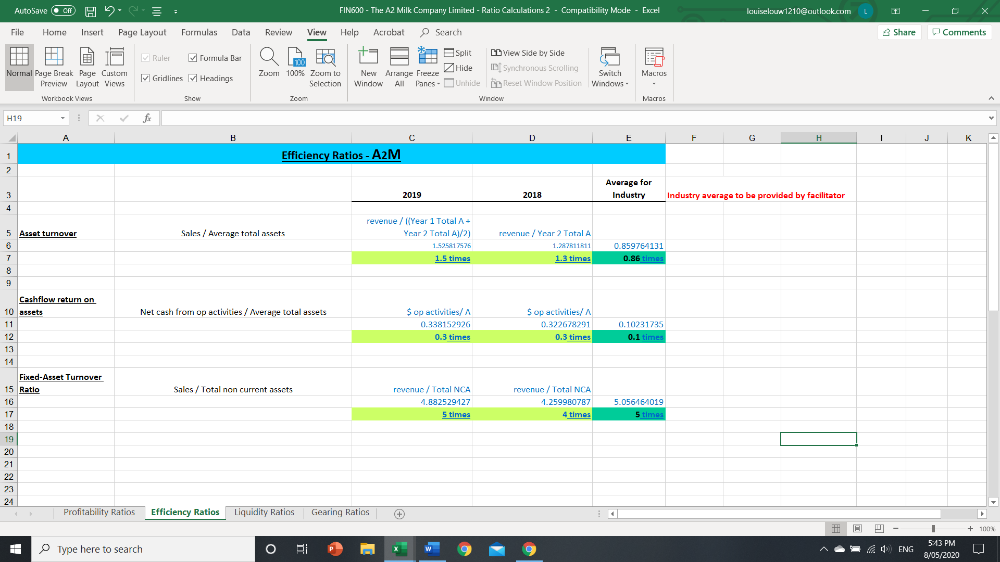 AutoSave Off
FIN600 - The A2 Milk Company Limited - Ratio Calculations 2 - Compatibility Mode - Excel
louiselouw1210@outlook.com L
File Home Insert Page Layout Formulas Data Review View Help Acrobat Search
Share Comments
Normal
Page Break Preview
Page Layout
Custom Views
Workbook Views
Ruler
Formula Bar
Gridlines
Headings
Show
Zoom
100
100%
Zoom to Selection
Zoom
New Window
Arrange All
Freeze Panes
Split
Hide
Unhide
View Side by Side
Synchronous Scrolling
Reset Window Position
Window
Switch Windows
Macros
Macros
H19
fx
A B C D E F G H I J K
1 Efficiency Ratios - A2M
2
Average for
3 2019 2018 Industry Industry average to be provided by facilitator
4
revenue / ((Year 1 Total A +
5 Asset turnover Sales / Average total assets Year 2 Total A)/2) revenue / Year 2 Total A
6 1.525817576 1.287811811 0.859764131
7 1.5 times 1.3 times 0.86 times
8
9
Cashflow return on
10 assets Net cash from op activities / Average total assets $ op activities/ A $ op activities/ A
11 0.338152926 0.322678291 0.10231735
12 0.3 times 0.3 times 0.1 times
13
14
Fixed-Asset Turnover
15 Ratio Sales / Total non current assets revenue / Total NCA revenue / Total NCA
16 4.882529427 4.259980787 5.056464019
17 5 times 4 times 5 times
18
19
20
21
22
23
24
Profitability Ratios Efficiency Ratios Liquidity Ratios Gearing Ratios
100%
Type here to search
ENG
5:43 PM
8/05/2020